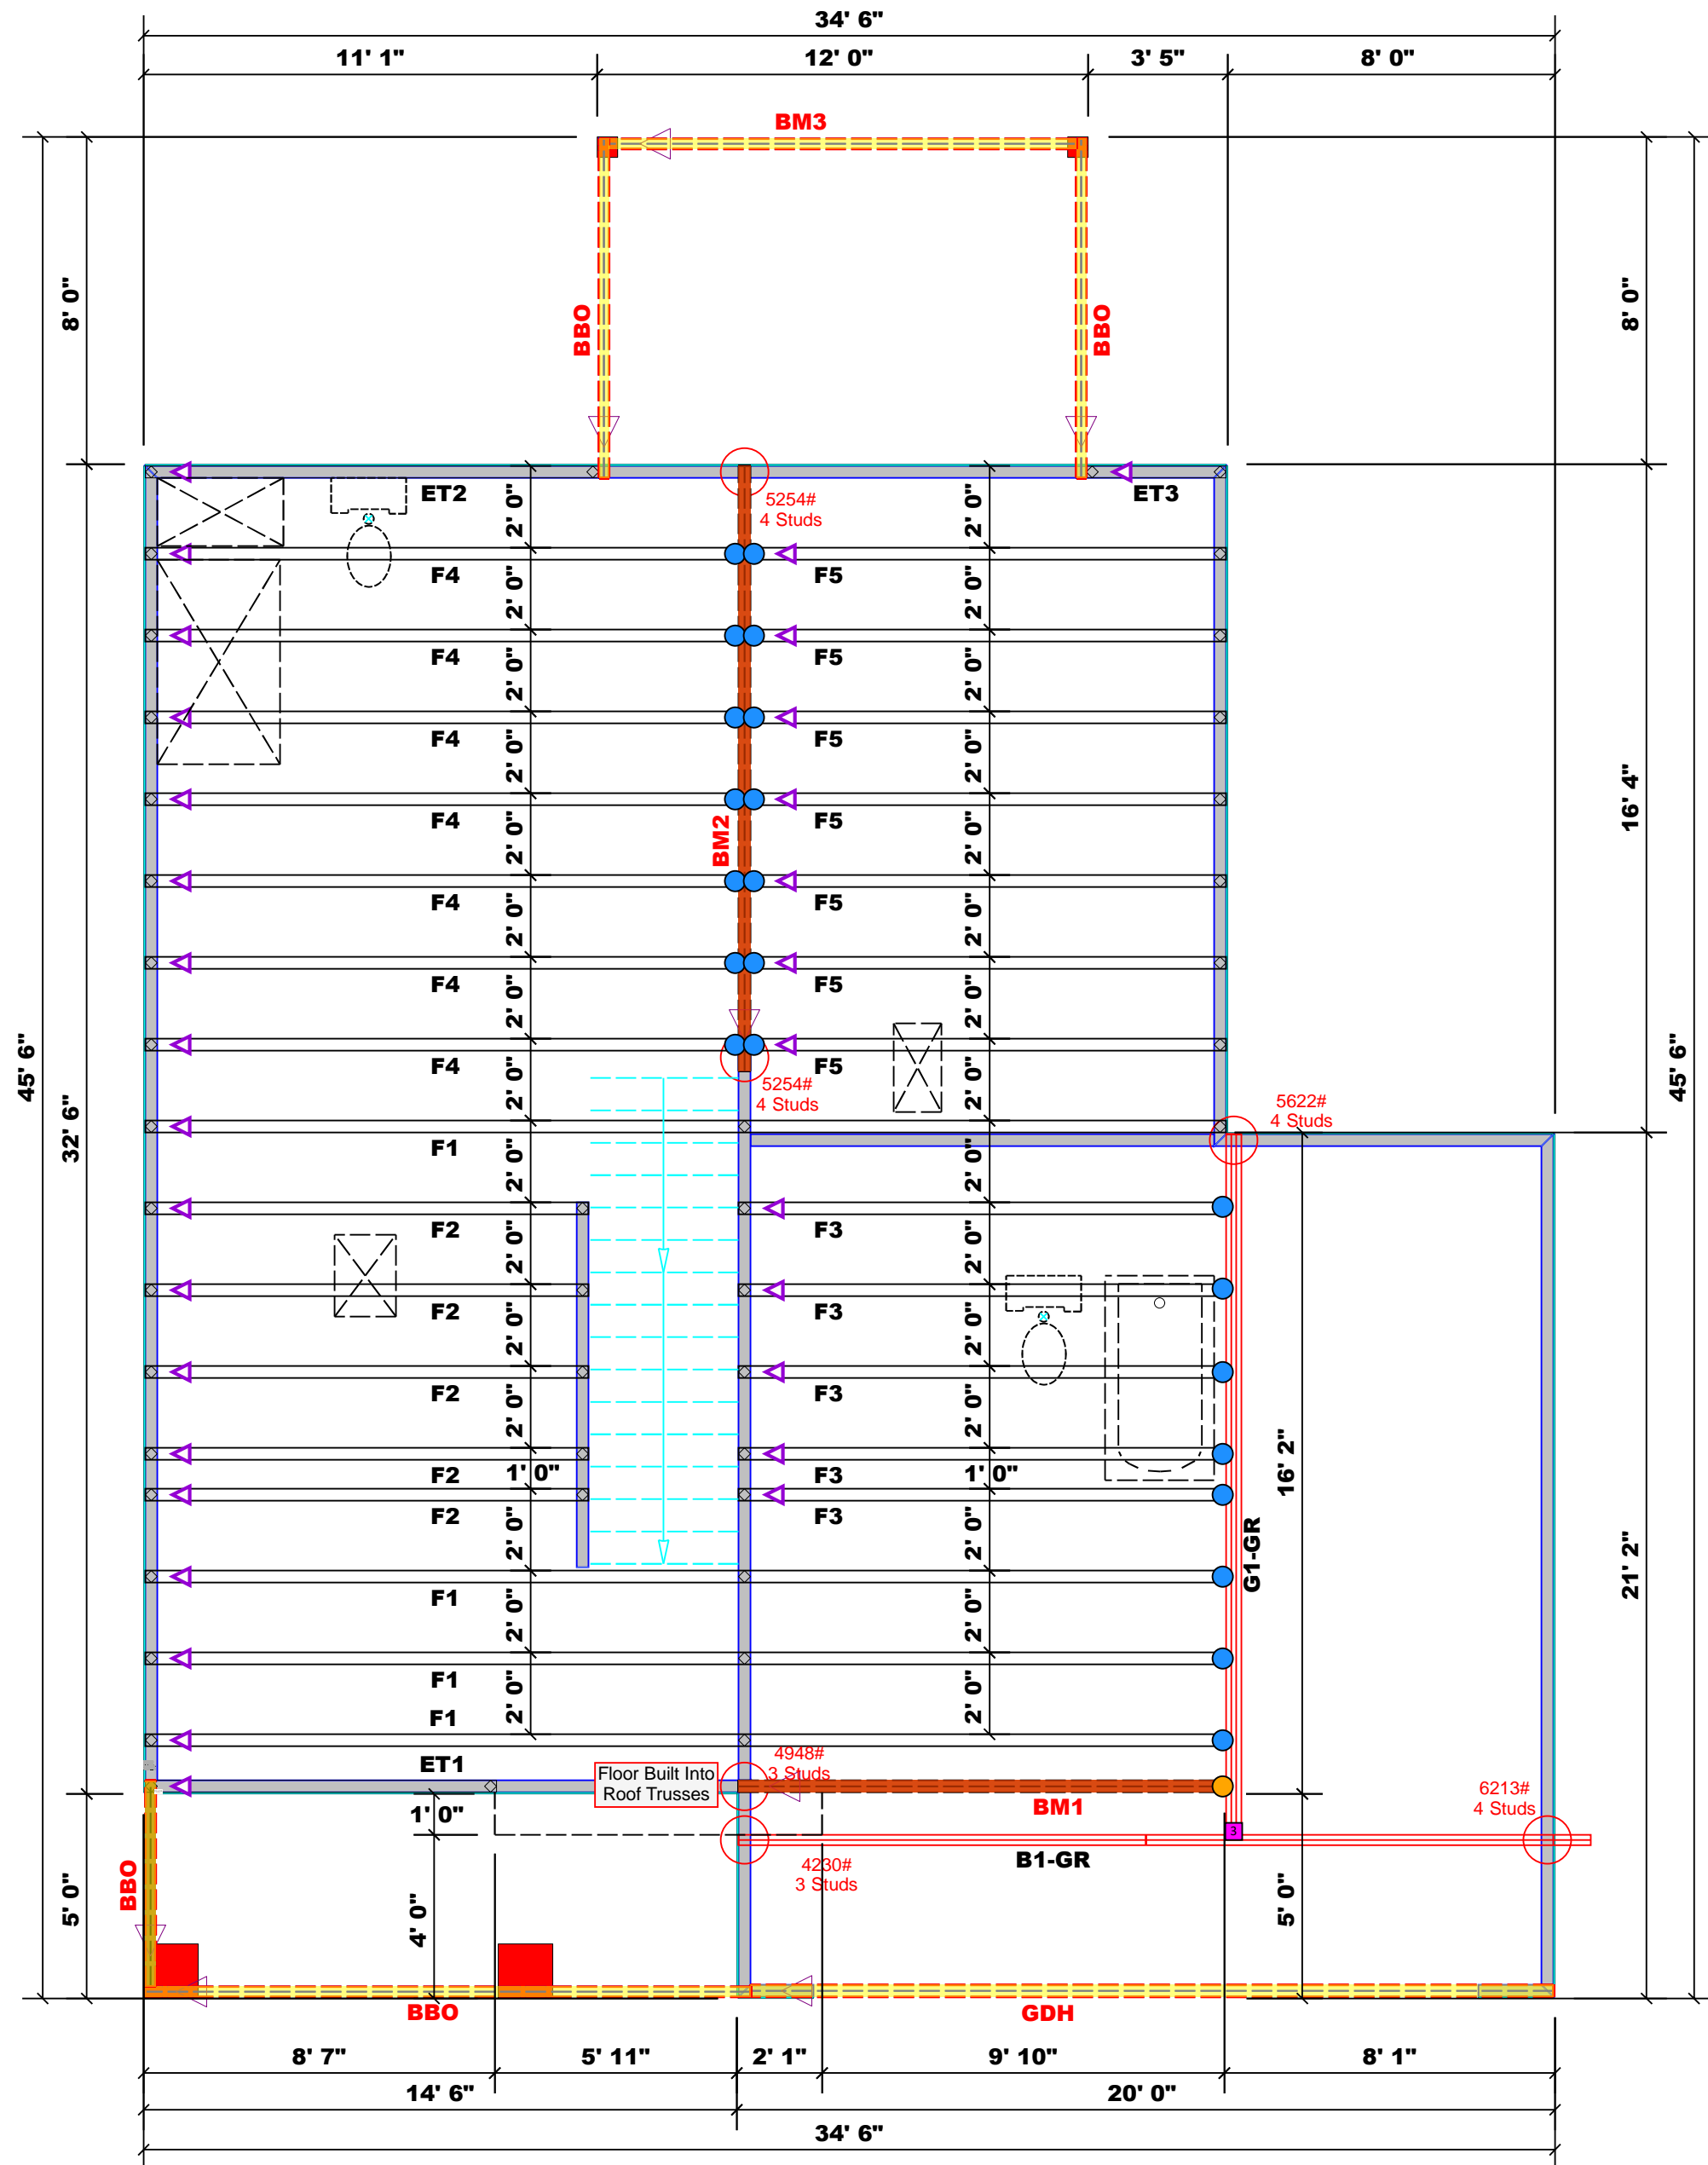 34' 6"
11' 1"
12' 0"
3' 5"
8' 0"
BM3
8' 0"
BBO
BBO
8' 0"
ET2
ET3
5254#
4 Studs
2' 0"
2' 0"
F4
F5
2' 0"
2' 0"
F4
F5
2' 0"
2' 0"
F4
F5
2' 0"
2' 0"
16' 4"
F4
BM2
F5
2' 0"
2' 0"
F4
F5
2' 0"
2' 0"
F4
F5
2' 0"
2' 0"
45' 6"
45' 6"
F4
F5
5254#
4 Studs
2' 0"
2' 0"
5622#
4 Studs
32' 6"
F1
2' 0"
2' 0"
F2
F3
2' 0"
2' 0"
F2
F3
2' 0"
2' 0"
F2
F3
2' 0"
2' 0"
16' 2"
F2
1' 0"
F3
1' 0"
F2
F3
2' 0"
2' 0"
G1-GR
21' 2"
F1
2' 0"
2' 0"
F1
2' 0"
2' 0"
F1
ET1
Floor Built Into
Roof Trusses
4948#
3 Studs
BM1
6213#
4 Studs
1' 0"
3
B1-GR
4230#
3 Studs
5' 0"
BBO
4' 0"
5' 0"
BBO
GDH
8' 7"
5' 11"
2' 1"
9' 10"
8' 1"
14' 6"
20' 0"
34' 6"